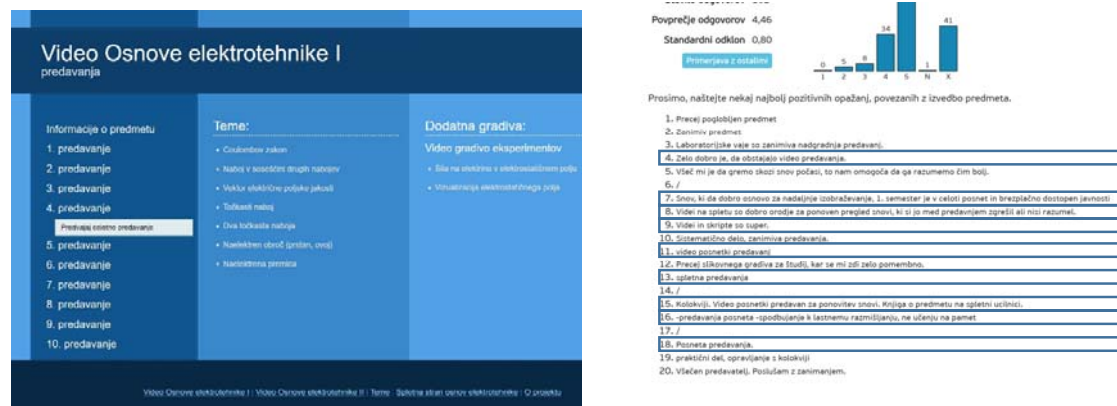 Video Osnove elektrotehnike I
predavanja
Informacije o predmetu
1. predavanje
2. predavanje
3. predavanje
4. predavanje
Predvajaj celotno predavanje
5. predavanje
6. predavanje
7. predavanje
8. predavanje
9. predavanje
10. predavanje
Teme:
• Coulombov zakon
• Naboj v sosoščini drugih nabojev
• Vektor električne poljske jakosti
• Točkasti naboj
• Dva točkasta naboja
• Naelektren obroč (prstan, ovoj)
• Naelektrena premica
Dodatna gradiva:
Video gradivo eksperimentov
• Sila na elektrino v elektrostatičnem polju
• Vizualizacija elektrostatičnega polja
Video Osnove elektrotehnike I | Video Osnove elektrotehnike II | Teme | Spletna stran osnov elektrotehnike | O projektu
Povprečje odgovorov 4,46
Standardni odklon 0,80
Primerjava z ostalimi
0 5 8 34 1 41
1 2 3 4 5 N X
Prosimo, naštejte nekaj najbolj pozitivnih opažanj, povezanih z izvedbo predmeta.
1. Precej poglobljen predmet
2. Zanimiv predmet
3. Laboratorijske vaje so zanimiva nadgradnja predavanj.
4. Zelo dobro je, da obstajajo video predavanja.
5. Všeč mi je da gremo skozi snov počasi, to nam omogoča da ga razumemo čim bolj.
6. /
7. Snov, ki da dobro osnovo za nadaljnje izobraževanje, 1. semester je v celoti posnet in brezplačno dostopen javnosti
8. Videi na spletu so dobro orodje za ponoven pregled snovi, ki si jo med predavanjem zgrešil ali nisi razumel.
9. Videi in skripte so super.
10. Sistematično delo, zanimiva predavanja.
11. video posnetki predavanj
12. Precej slikovnega gradiva za študij, kar se mi zdi zelo pomembno.
13. spletna predavanja
14. /
15. Kolokviji. Video posnetki predavan za ponovitev snovi. Knjiga o predmetu na spletni ucilnici.
16. -predavanja posneta -spodbujanje k lastnemu razmišljanju, ne učenju na pamet
17. /
18. Posneta predavanja.
19. praktični del, opravljanje s kolokviji
20. Všečen predavatelj. Poslušam z zanimanjem.